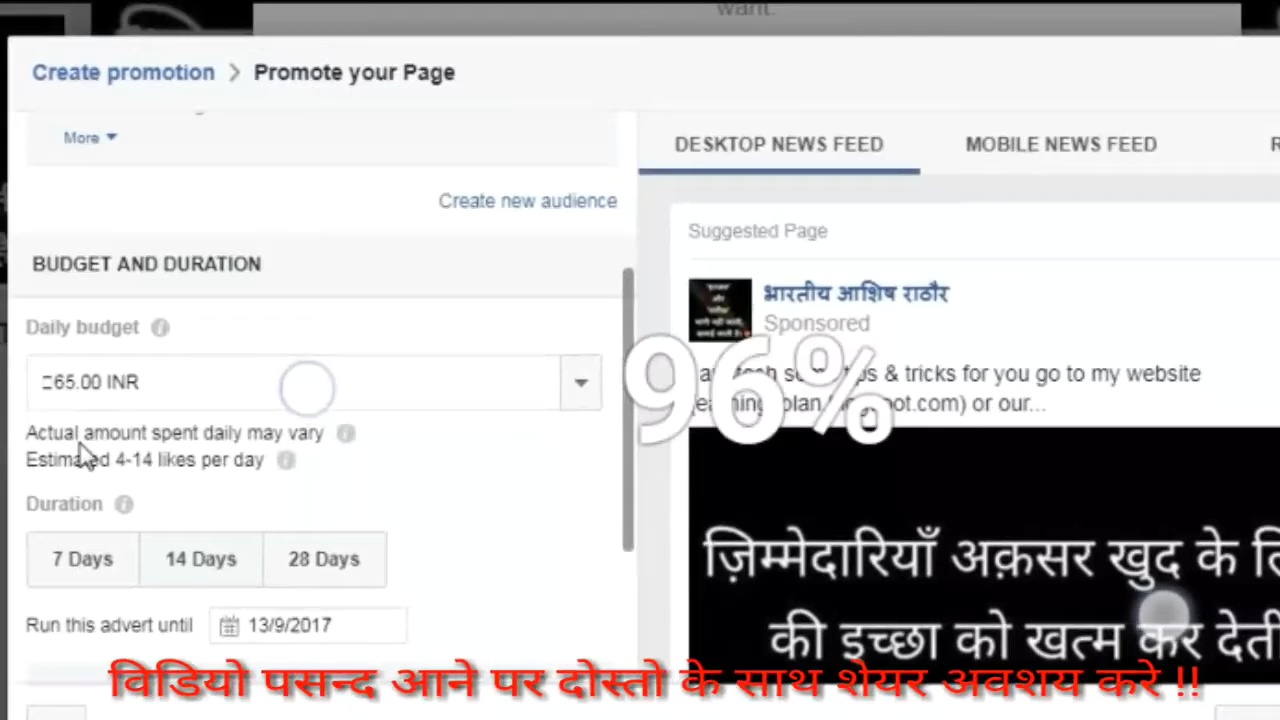 want.
Create promotion > Promote your Page
More
DESKTOP NEWS FEED
MOBILE NEWS FEED
Create new audience
Suggested Page
BUDGET AND DURATION
भारतीय आशिष राठौर
Sponsored
Daily budget
96%
65.00 INR
tips & tricks for you go to my website
or our...
Actual amount spent daily may vary
Estimated 4-14 likes per day
Duration
7 Days
14 Days
28 Days
ज़िम्मेदारियाँ अक़सर खुद के
की इच्छा को खत्म कर देती
Run this advert until
13/9/2017
विडियो पसन्द आने पर दोस्तो के साथ शेयर अवशय करे !!